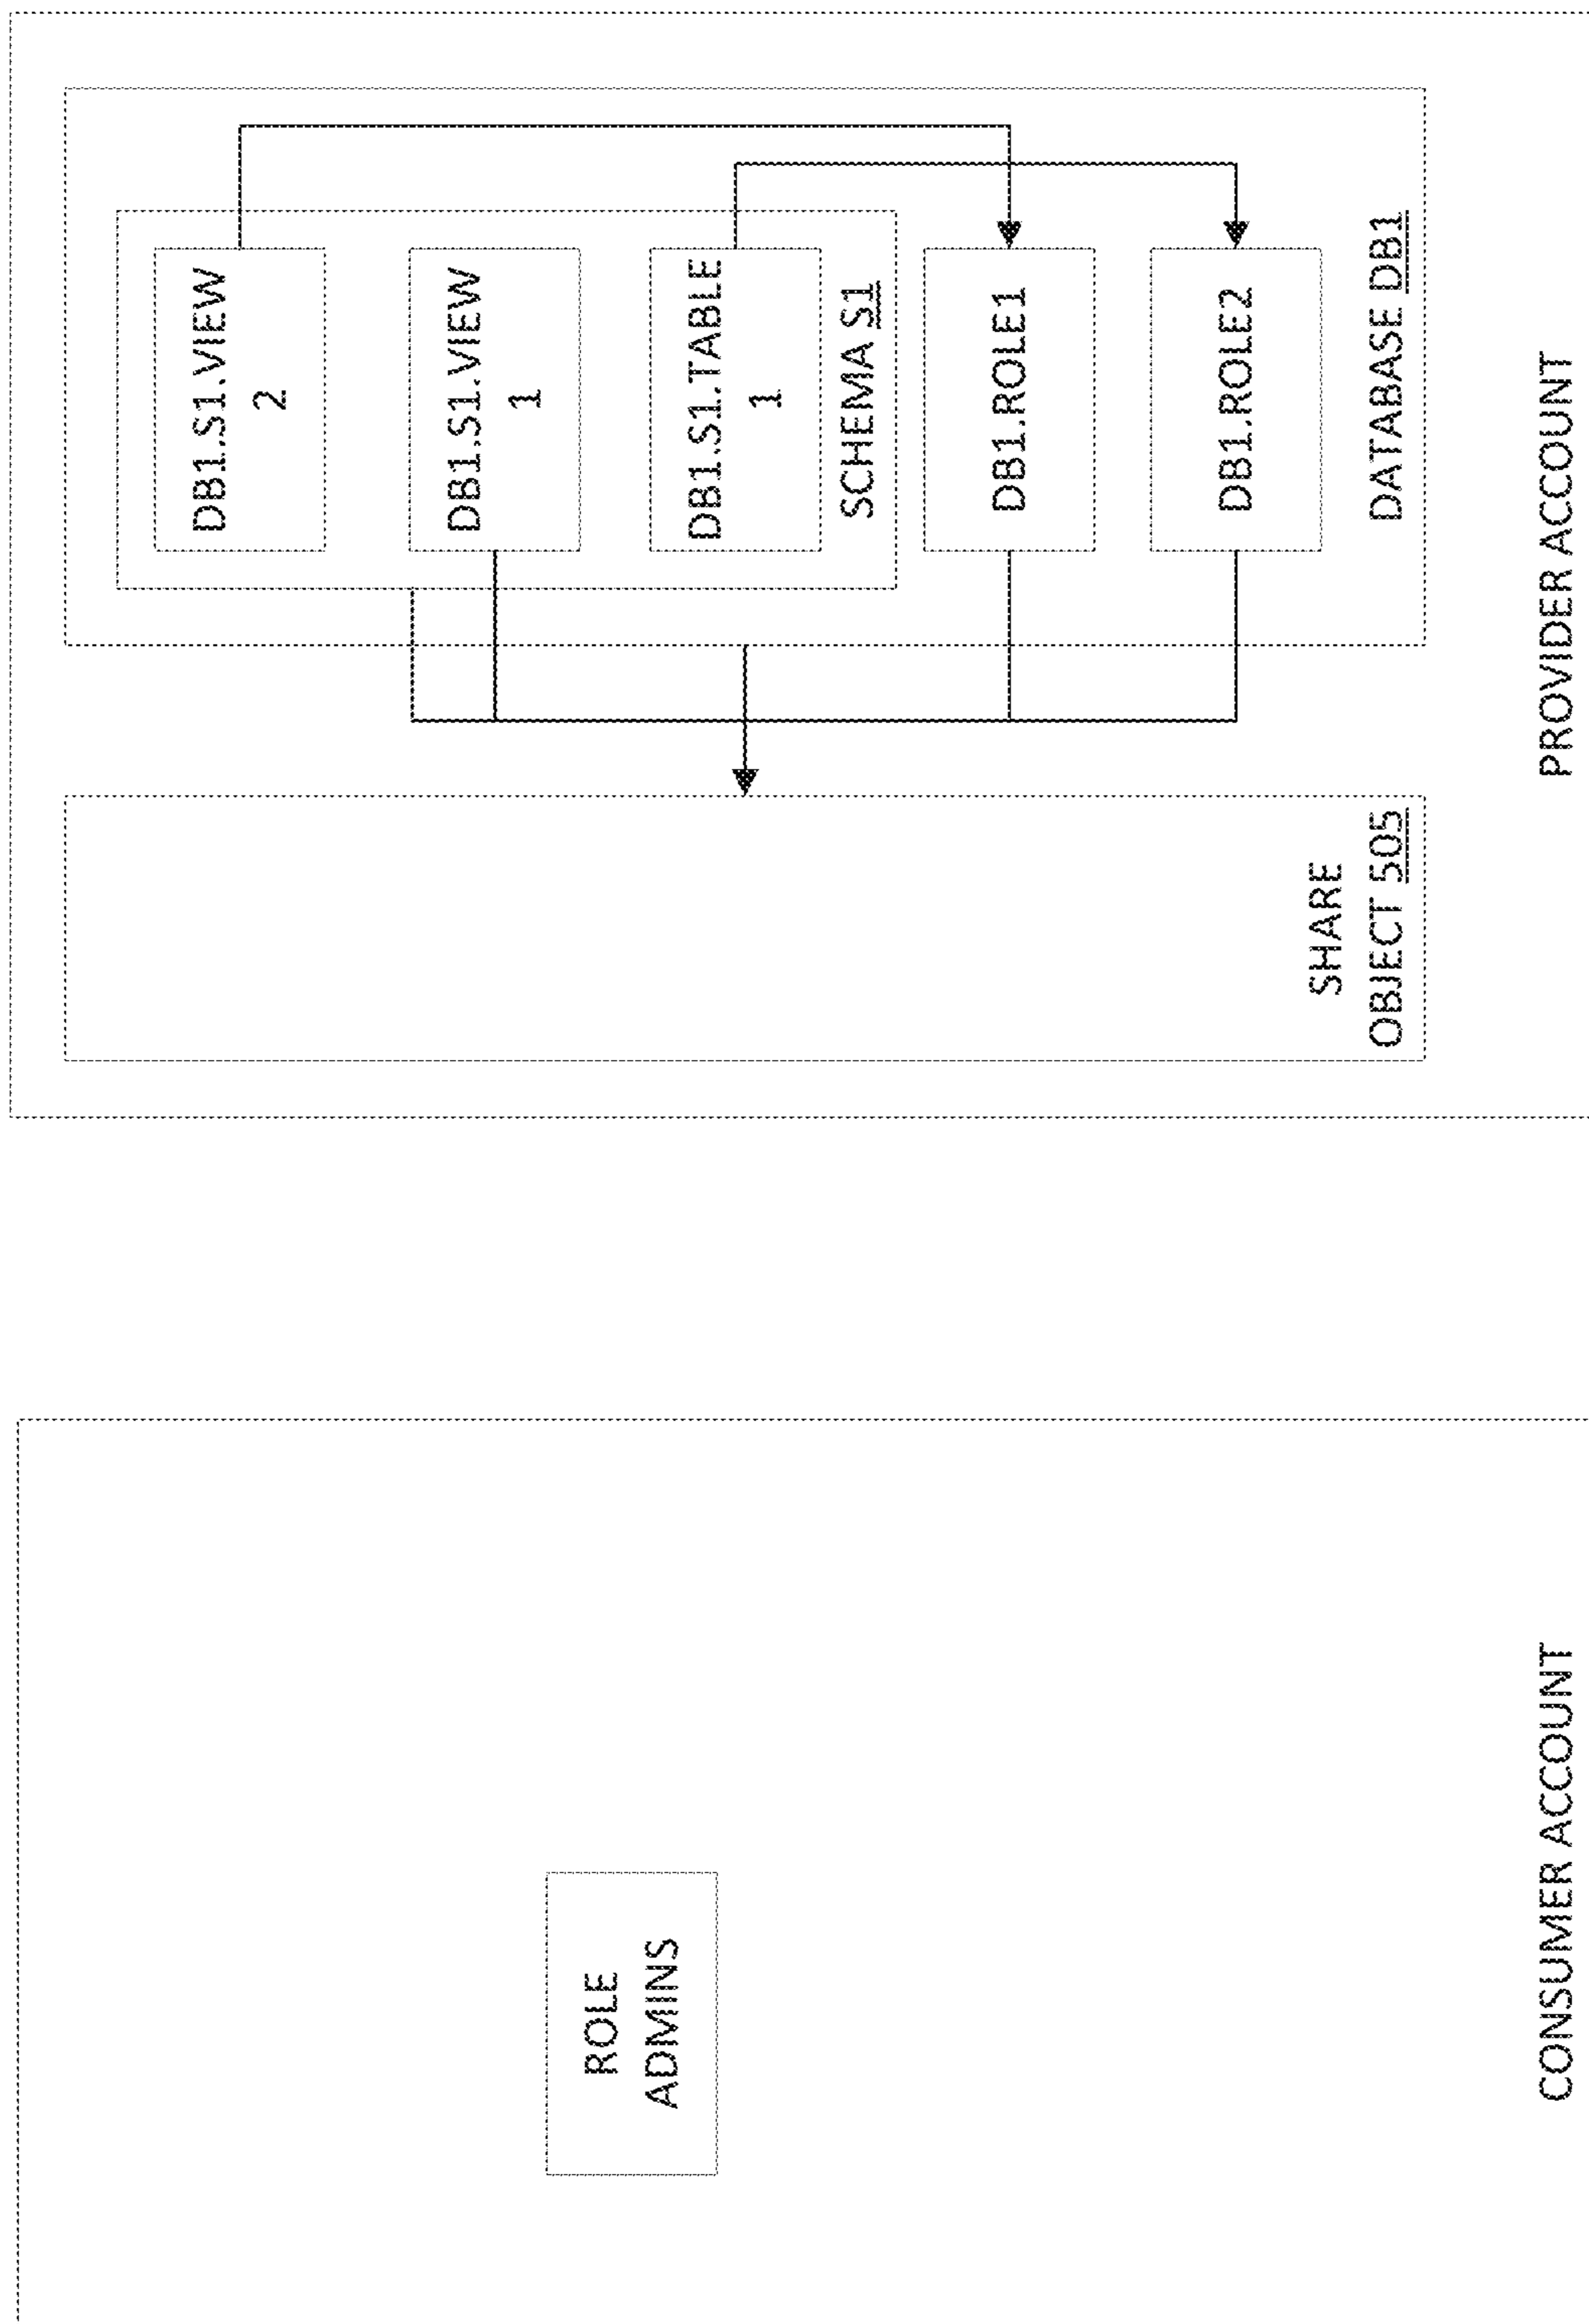 DB1.S1.VIEW
2
DB1.S1.VIEW
1
DB1.S1.TABLE
1
SCHEMA S1
DB1.ROLE1
DB1.ROLE2
DATABASE DB1
SHARE
OBJECT 505
PROVIDER ACCOUNT
ROLE
ADMINS
CONSUMER ACCOUNT